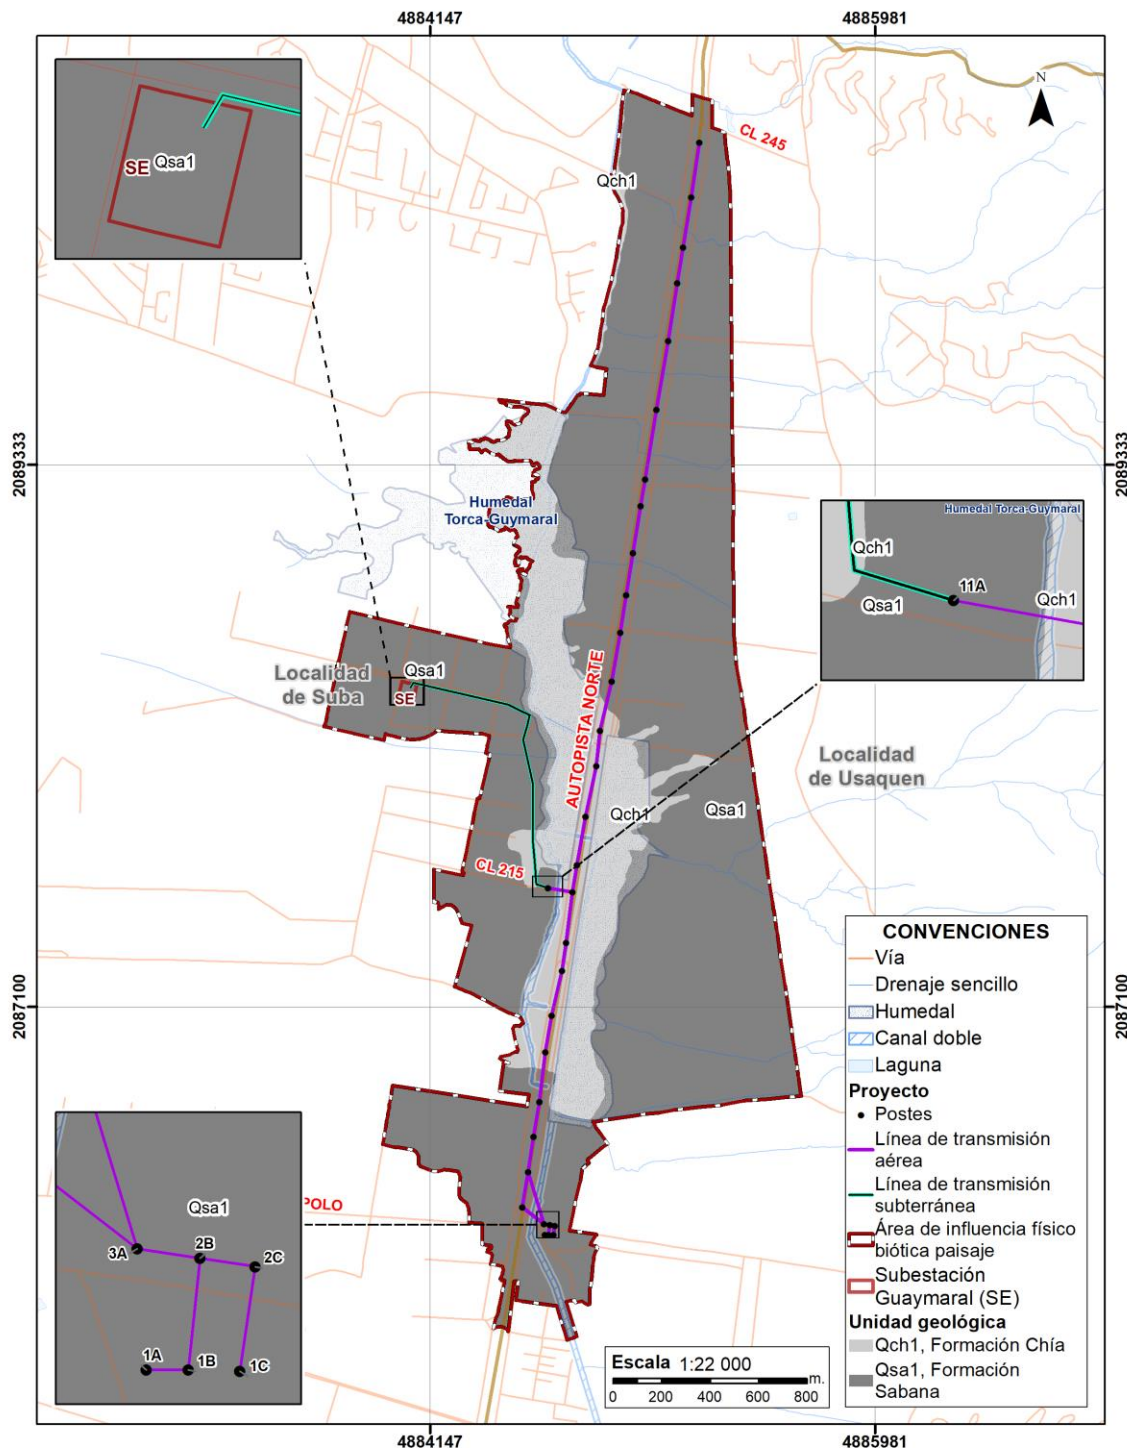 4884147
4885981
N
CL 245
SE Qsa1
Qch1
2089333
2089333
Humedal
Torca-Guymaral
Humedal Torca-Guymaral
Qch1
11A
Qsa1
Qch1
Localidad
de Suba
Qsa1
SE
AUTOPISTA NORTE
Localidad
de Usaquen
Qch1
Qsa1
CL 215
2087100
2087100
POLO
Qsa1
3A
2B
2C
1A
1B
1C
CONVENCIONES
Vía
Drenaje sencillo
Humedal
Canal doble
Laguna
Proyecto
Postes
Línea de transmisión
aérea
Línea de transmisión
subterránea
Área de influencia físico
biótica paisaje
Subestación
Guaymaral (SE)
Unidad geológica
Qch1, Formación Chía
Qsa1, Formación
Sabana
Escala 1:22 000
0 200 400 600 800 m.
4884147
4885981